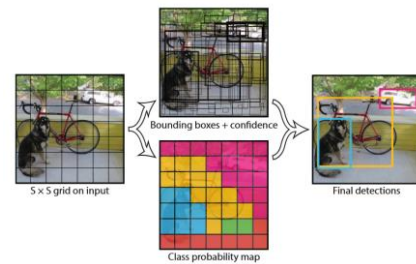 Bounding boxes + confidence
S × S grid on input
Final detections
Class probability map